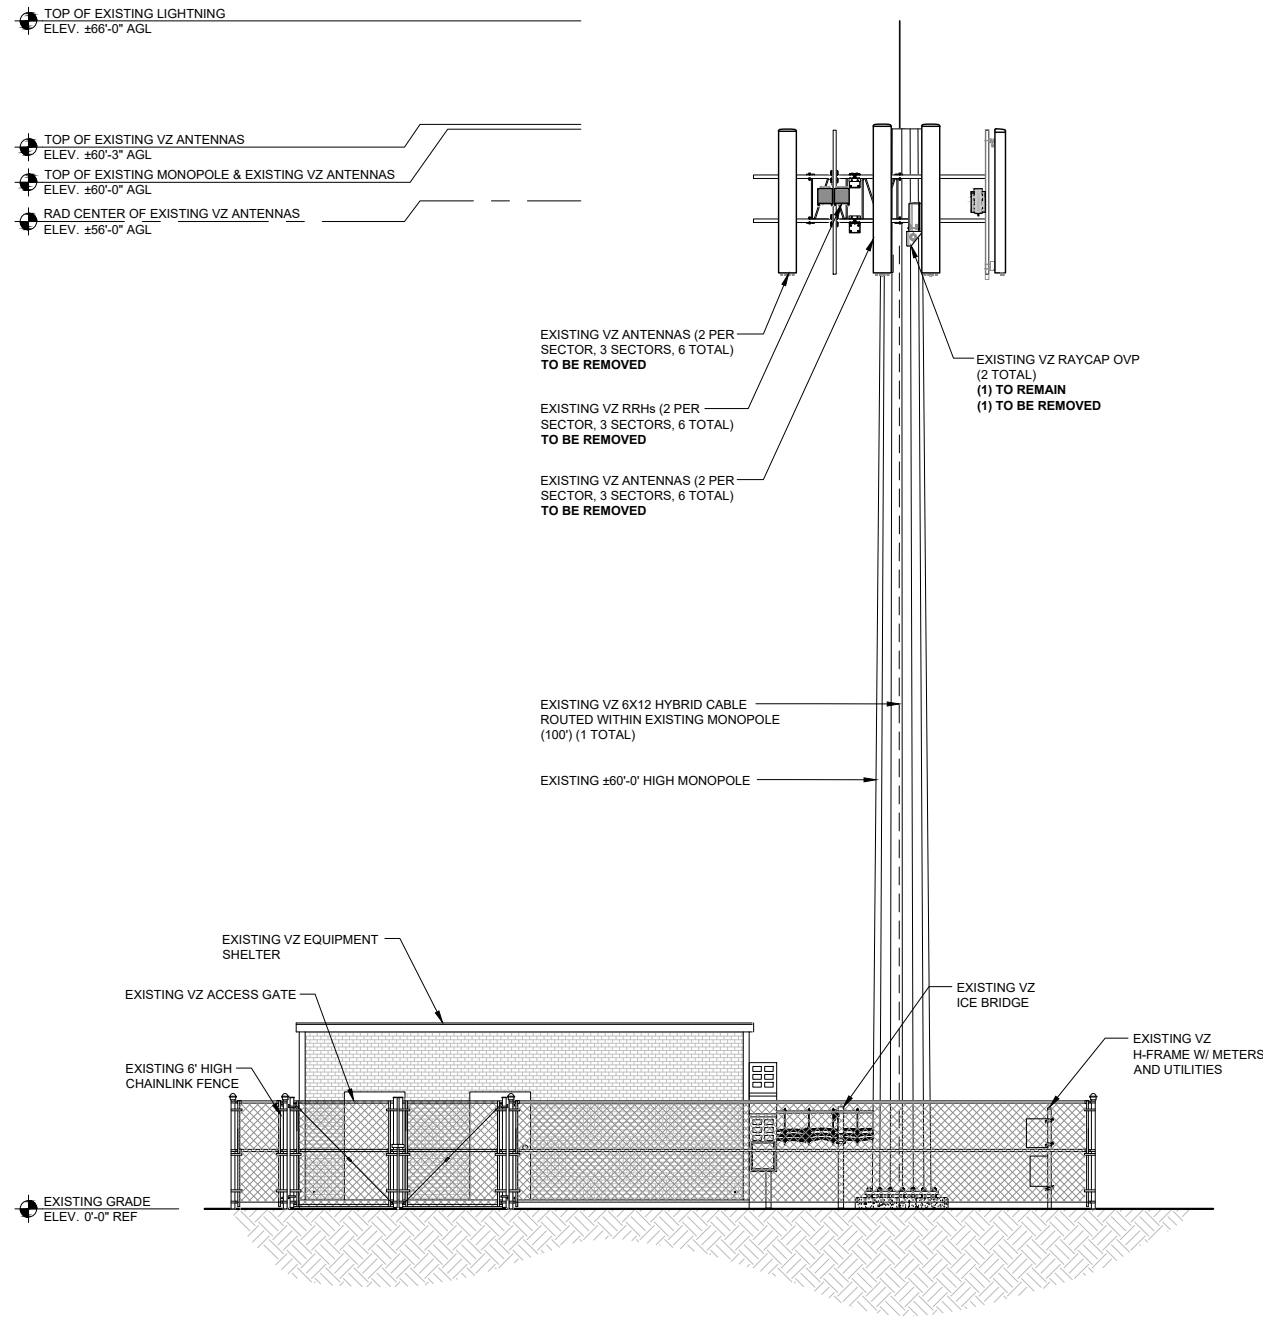 TOP OF EXISTING LIGHTNING
ELEV. ±66'-0" AGL
TOP OF EXISTING VZ ANTENNAS
ELEV. ±60'-3" AGL
TOP OF EXISTING MONOPOLE & EXISTING VZ ANTENNAS
ELEV. ±60'-0" AGL
RAD CENTER OF EXISTING VZ ANTENNAS
ELEV. ±56'-0" AGL
EXISTING VZ ANTENNAS (2 PER
SECTOR, 3 SECTORS, 6 TOTAL)
TO BE REMOVED
EXISTING VZ RAYCAP OVP
(2 TOTAL)
(1) TO REMAIN
(1) TO BE REMOVED
EXISTING VZ RRHs (2 PER
SECTOR, 3 SECTORS, 6 TOTAL)
TO BE REMOVED
EXISTING VZ ANTENNAS (2 PER
SECTOR, 3 SECTORS, 6 TOTAL)
TO BE REMOVED
EXISTING VZ 6X12 HYBRID CABLE
ROUTED WITHIN EXISTING MONOPOLE
(100') (1 TOTAL)
EXISTING ±60'-0' HIGH MONOPOLE
EXISTING VZ EQUIPMENT
SHELTER
EXISTING VZ ACCESS GATE
EXISTING VZ
ICE BRIDGE
EXISTING VZ
H-FRAME W/ METERS
AND UTILITIES
EXISTING 6' HIGH
CHAINLINK FENCE
EXISTING GRADE
ELEV. 0'-0" REF